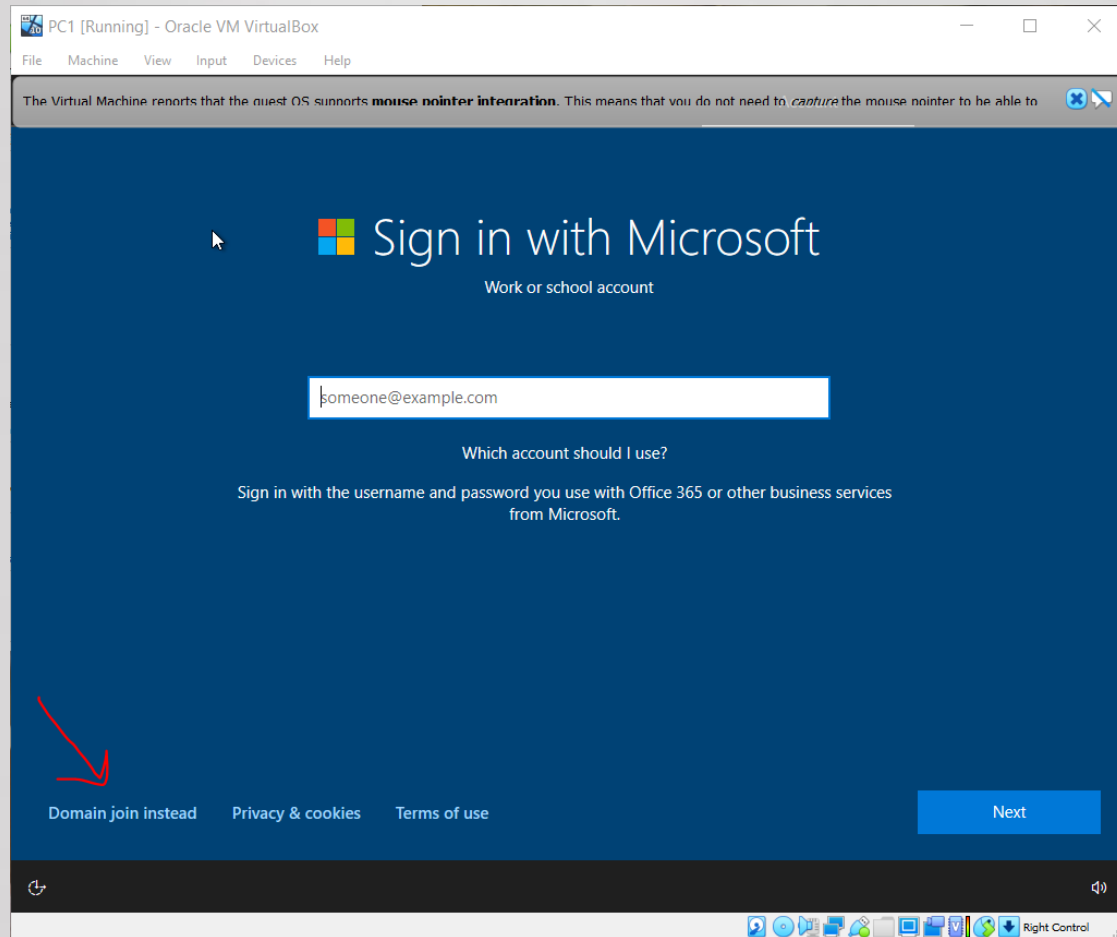 PC1 [Running] - Oracle VM VirtualBox
File Machine View Input Devices Help
The Virtual Machine reports that the guest OS supports mouse pointer integration. This means that you do not need to capture the mouse pointer to be able to
Sign in with Microsoft
Work or school account
someone@example.com
Which account should I use?
Sign in with the username and password you use with Office 365 or other business services
from Microsoft.
Domain join instead Privacy & cookies Terms of use Next
Right Control